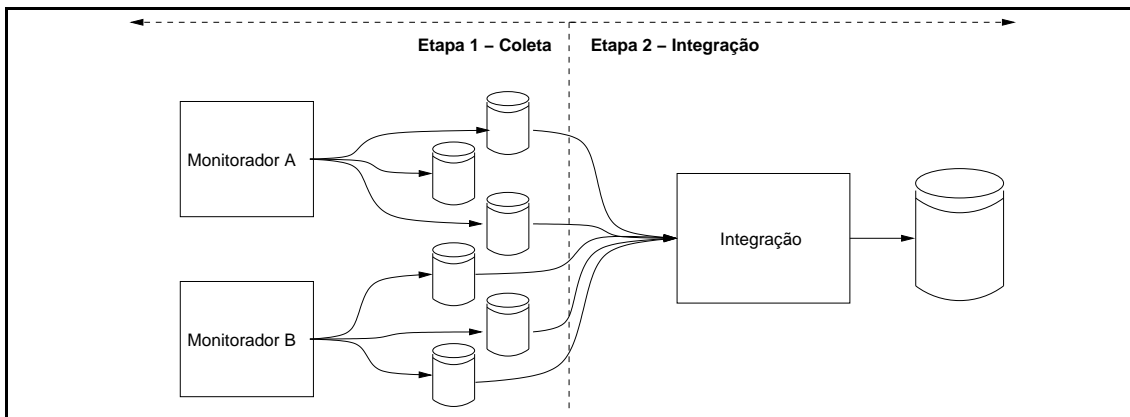 Etapa 1 – Coleta
Etapa 2 – Integração
Monitorador A
Integração
Monitorador B